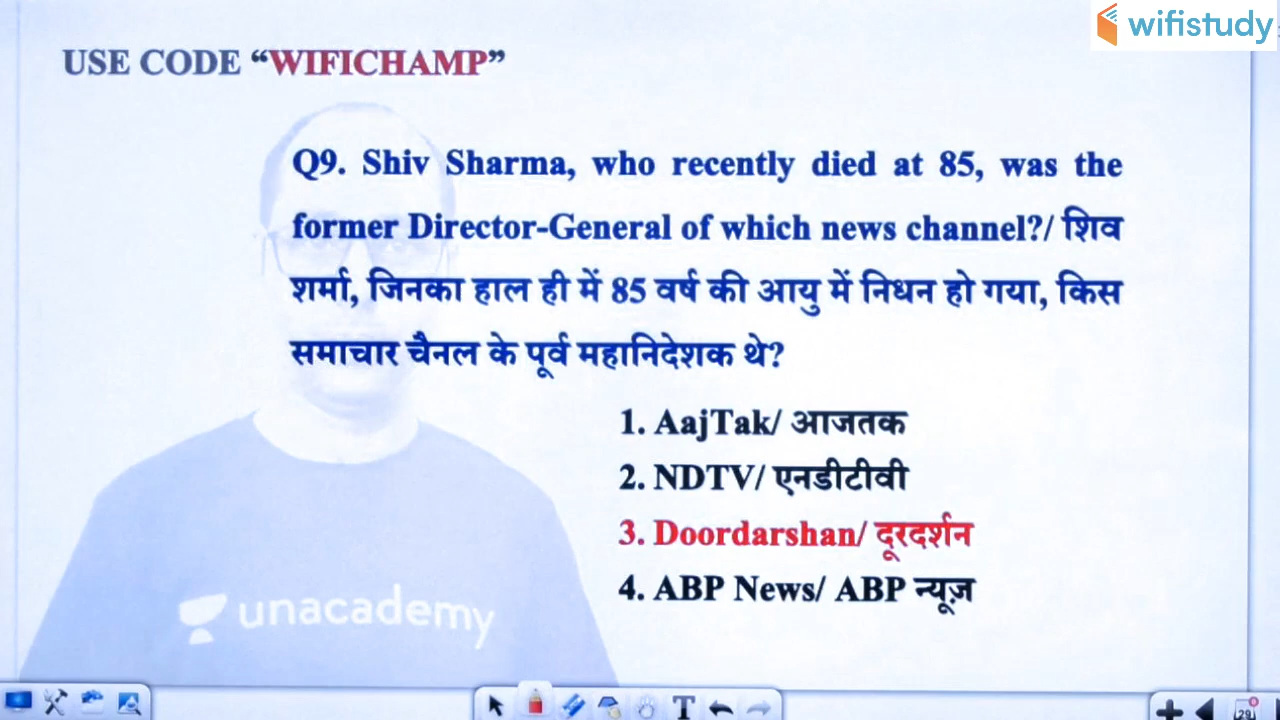 wifistudy
USE CODE “WIFICHAMP”
Q9. Shiv Sharma, who recently died at 85, was the
former Director-General of which news channel?/ शिव
शर्मा, जिनका हाल ही में 85 वर्ष की आयु में निधन हो गया, किस
समाचार चैनल के पूर्व महानिदेशक थे?
1. AajTak/ आजतक
2. NDTV/ एनडीटीवी
3. Doordarshan/ दूरदर्शन
4. ABP News/ ABP न्यूज़
unacademy
T
29